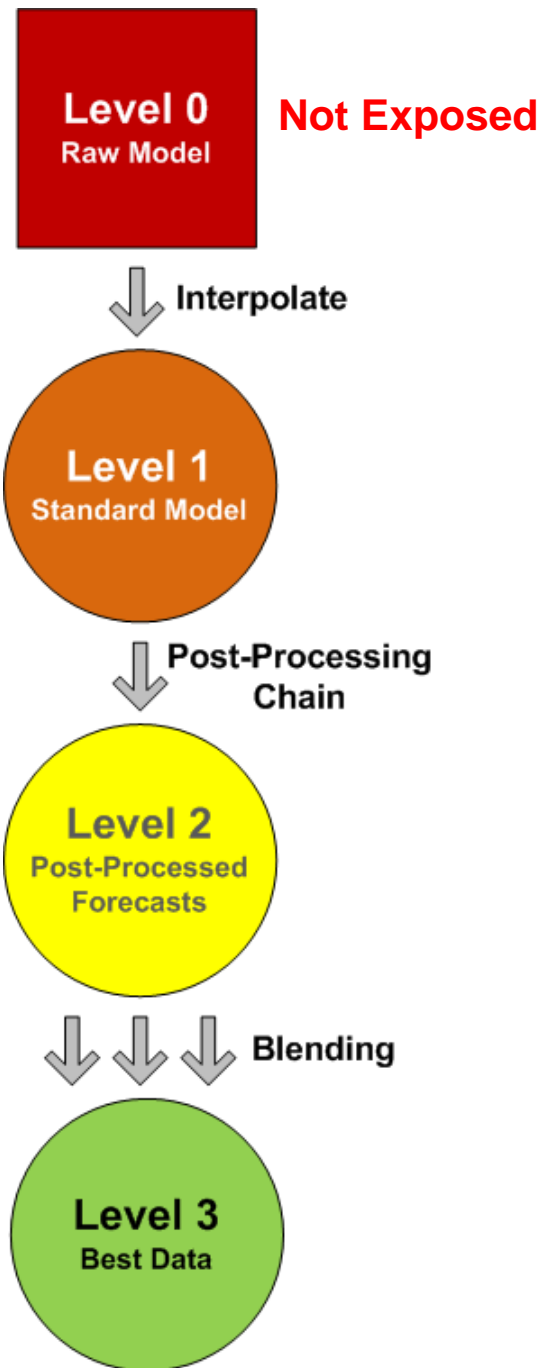 Level 0
Raw Model
Not Exposed
Interpolate
Level 1
Standard Model
Post-Processing
Chain
Level 2
Post-Processed
Forecasts
Blending
Level 3
Best Data